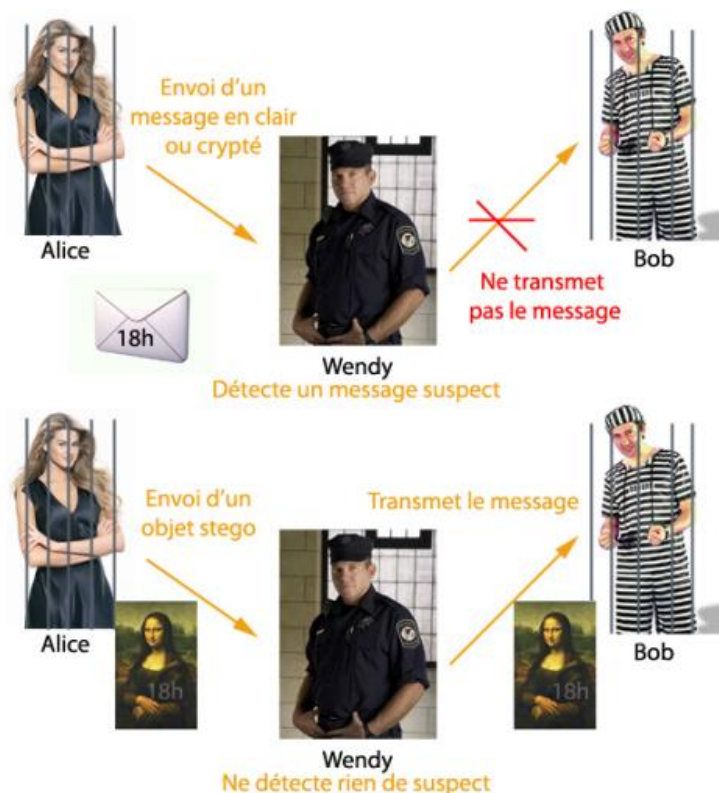 Envoi d'un
message en clair
ou crypté
Alice
Bob
18h
Ne transmet
pas le message
Wendy
Détecte un message suspect
Envoi d'un
objet stego
Transmet le message
Alice
Bob
18h
18h
Wendy
Ne détecte rien de suspect